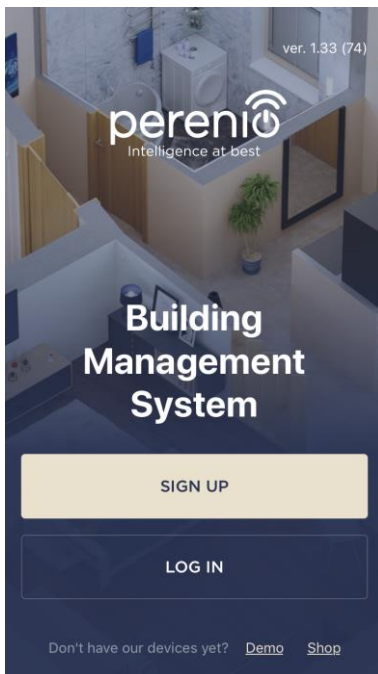 ver. 1.33 (74)
perenio
Intelligence at best
Building
Management
System
SIGN UP
LOG IN
Don't have our devices yet? Demo Shop